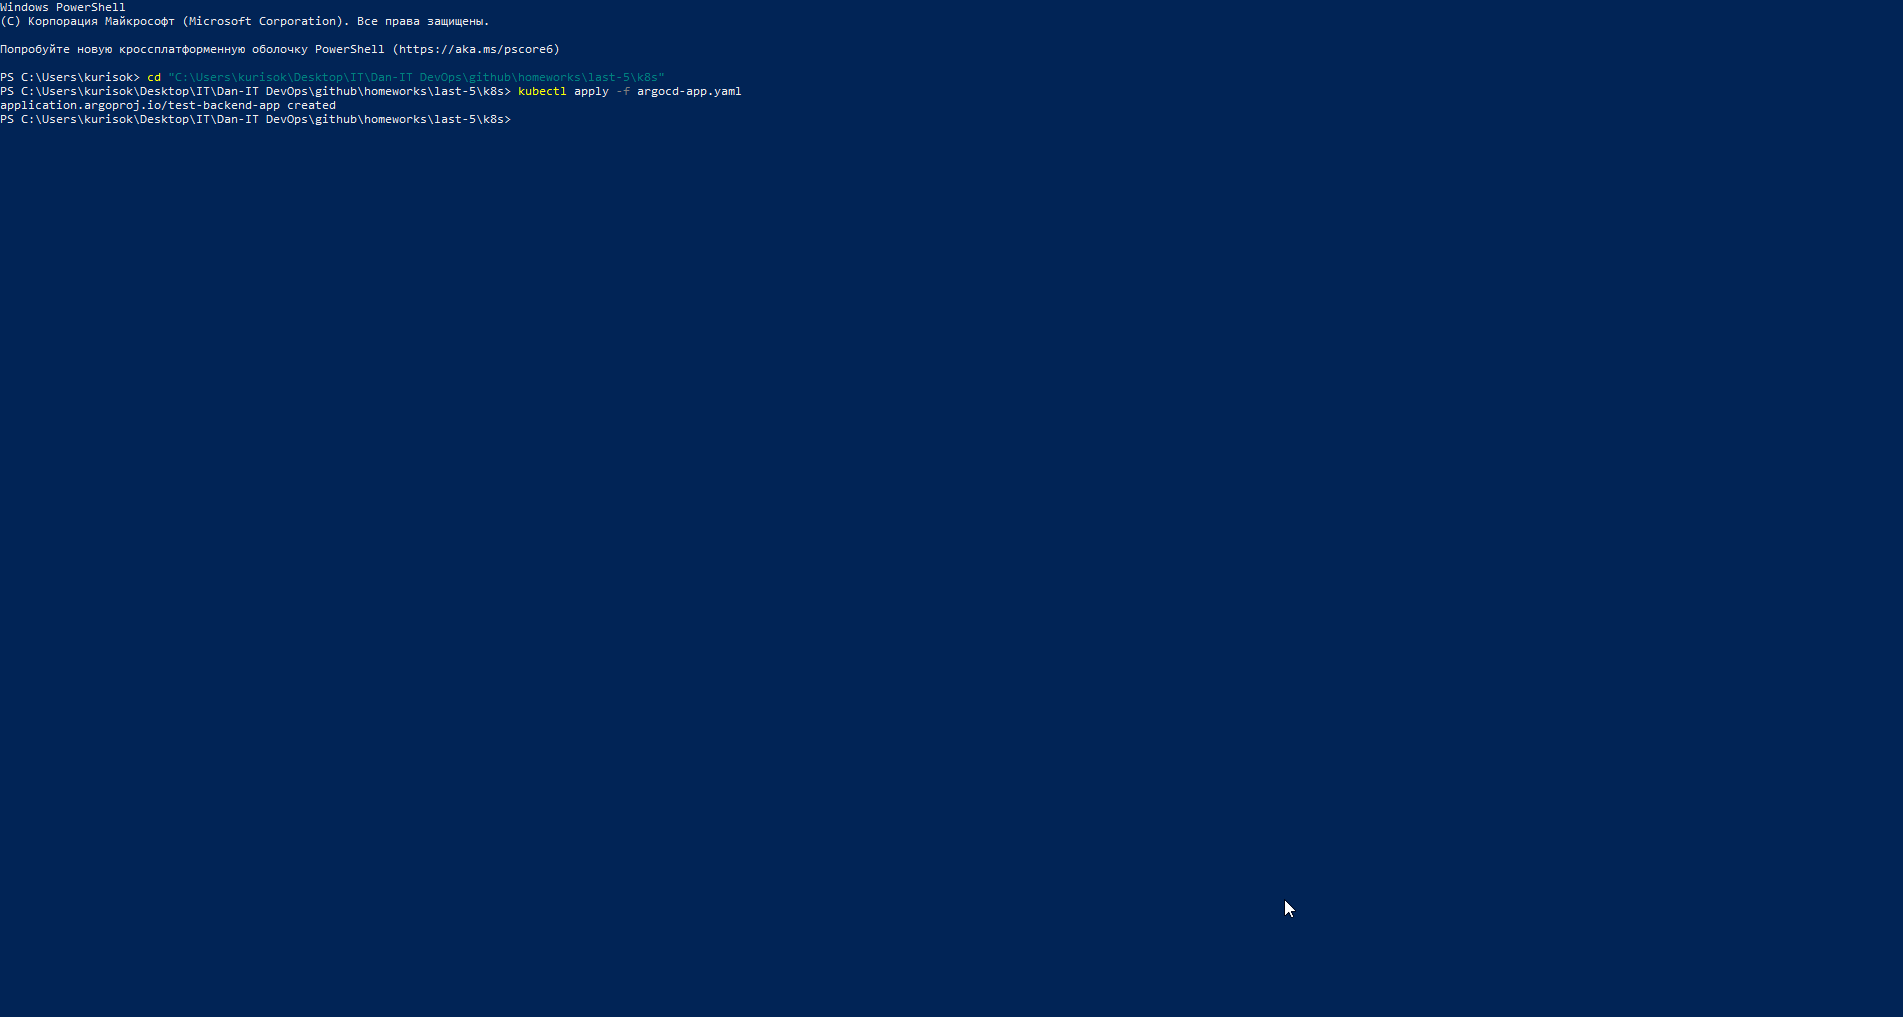 Windows PowerShell
(C) Корпорация Майкрософт (Microsoft Corporation). Все права защищены.
Попробуйте новую кроссплатформенную оболочку PowerShell (https://aka.ms/pscore6)
PS C:\Users\kurisok> cd "C:\Users\kurisok\Desktop\IT\Dan-IT DevOps\github\homeworks\last-5\k8s"
PS C:\Users\kurisok\Desktop\IT\Dan-IT DevOps\github\homeworks\last-5\k8s> kubectl apply -f argocd-app.yaml
application.argoproj.io/test-backend-app created
PS C:\Users\kurisok\Desktop\IT\Dan-IT DevOps\github\homeworks\last-5\k8s>